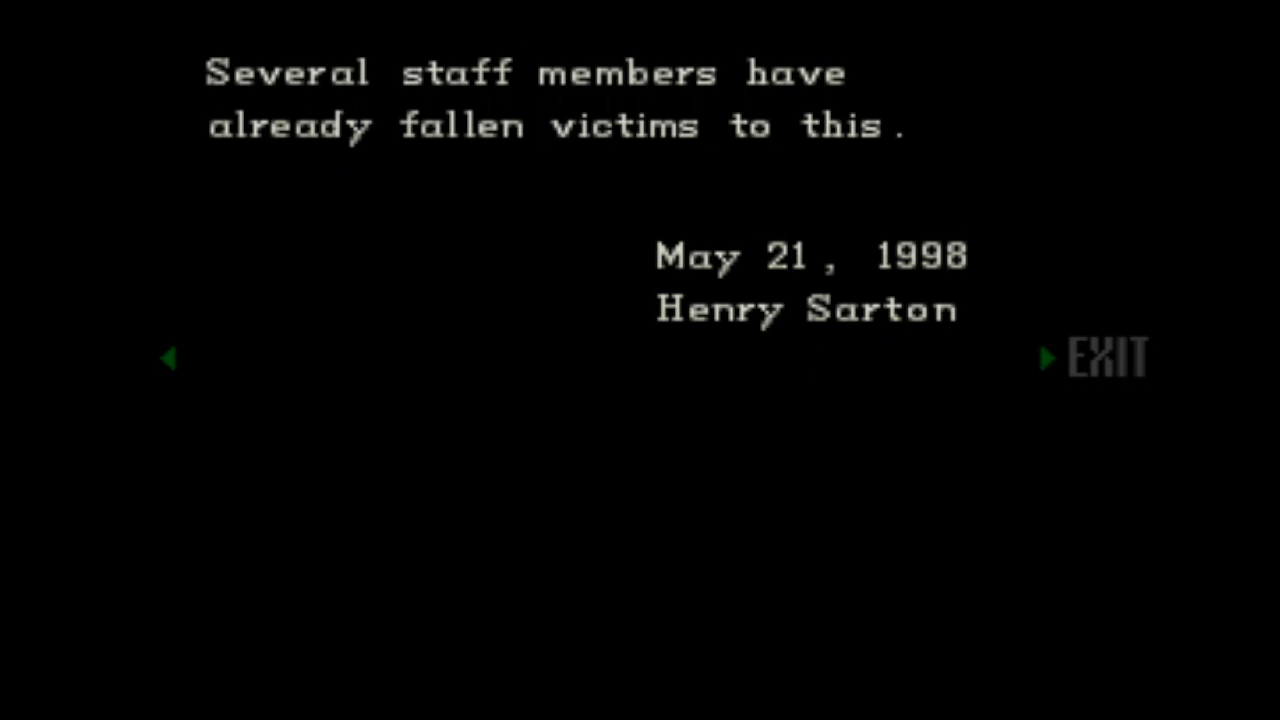 Several staff members have
already fallen victims to this.
May 21, 1998
Henry Sarton
EXIT